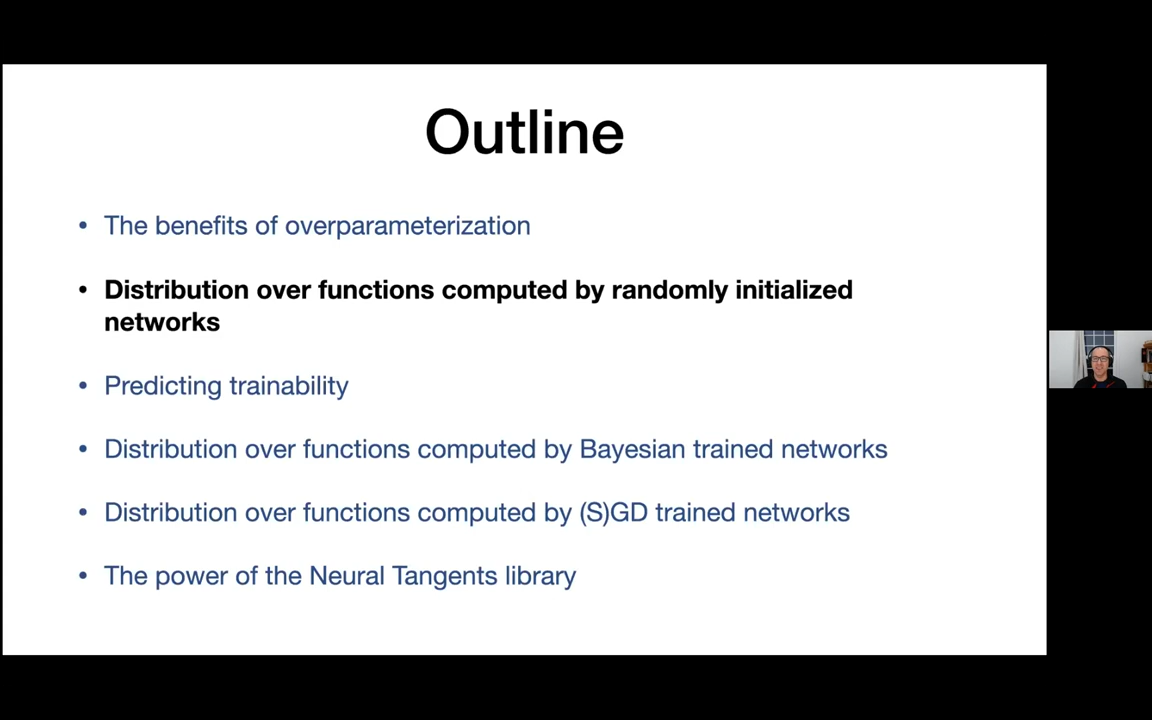 Outline
• The benefits of overparameterization
• Distribution over functions computed by randomly initialized
networks
• Predicting trainability
• Distribution over functions computed by Bayesian trained networks
• Distribution over functions computed by (S)GD trained networks
• The power of the Neural Tangents library